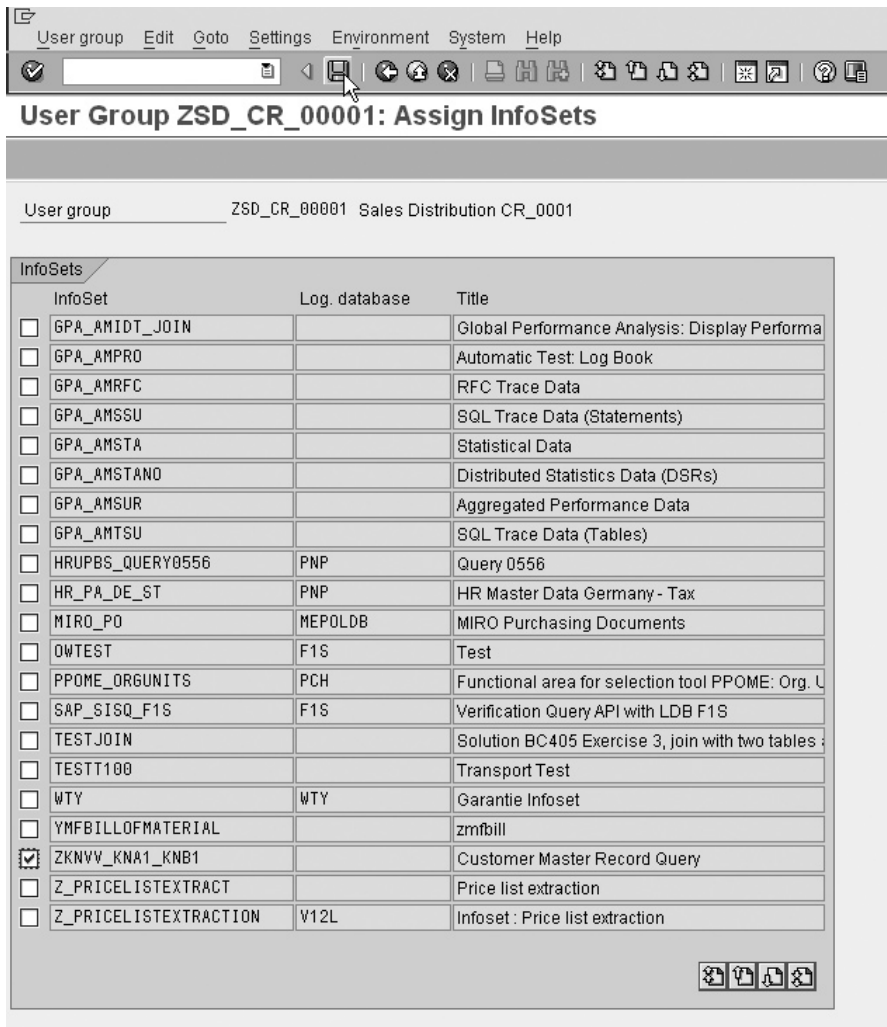 User group Edit Goto Settings Environment System Help
User Group ZSD_CR_00001: Assign InfoSets
User group ZSD_CR_00001 Sales Distribution CR_0001
InfoSets
InfoSet Log. database Title
GPA_AMIDT_JOIN Global Performance Analysis: Display Performa
GPA_AMPRO Automatic Test: Log Book
GPA_AMRFC RFC Trace Data
GPA_AMSSU SQL Trace Data (Statements)
GPA_AMSTA Statistical Data
GPA_AMSTANO Distributed Statistics Data (DSRs)
GPA_AMSUR Aggregated Performance Data
GPA_AMTSU SQL Trace Data (Tables)
HRUPBS_QUERY0556 PNP Query 0556
HR_PA_DE_ST PNP HR Master Data Germany - Tax
MIRO_PO MEPOLDB MIRO Purchasing Documents
OWTEST F1S Test
PPOME_ORGUNITS PCH Functional area for selection tool PPOME: Org. U
SAP_SISQ_F1S F1S Verification Query API with LDB F1S
TESTJOIN Solution BC405 Exercise 3, join with two tables
TESTT100 Transport Test
WTY WTY Garantie Infoset
YMFBILLOFMATERIAL zmfbill
ZKNVV_KNA1_KNB1 Customer Master Record Query
Z_PRICELISTEXTRACT Price list extraction
Z_PRICELISTEXTRACTION V12L Infoset : Price list extraction